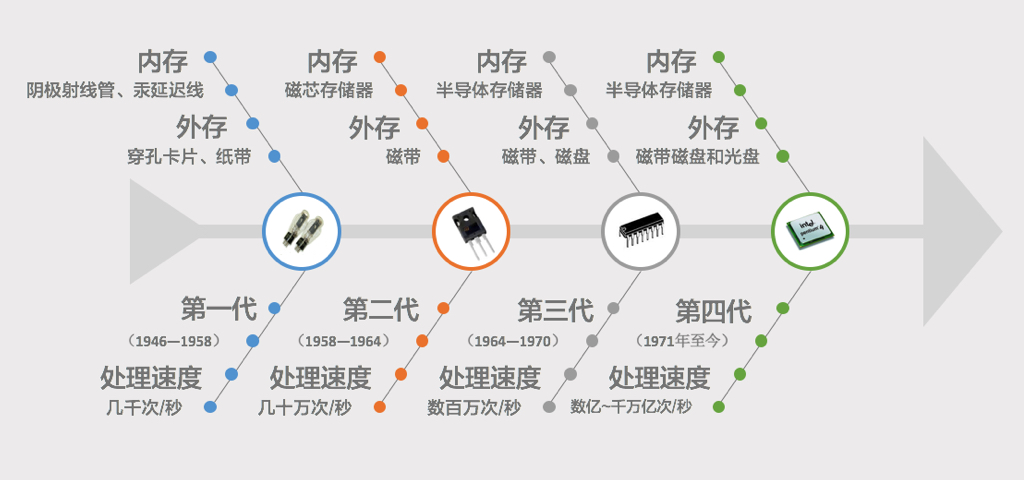 内存
阴极射线管、汞延迟线
外存
穿孔卡片、纸带
内存
磁芯存储器
外存
磁带
内存
半导体存储器
外存
磁带、磁盘
内存
半导体存储器
外存
磁带磁盘和光盘
intel
pentium 4
第一代
（1946—1958）
处理速度
几千次/秒
第二代
（1958—1964）
处理速度
几十万次/秒
第三代
（1964—1970）
处理速度
数百万次/秒
第四代
（1971年至今）
处理速度
数亿~千万亿次/秒